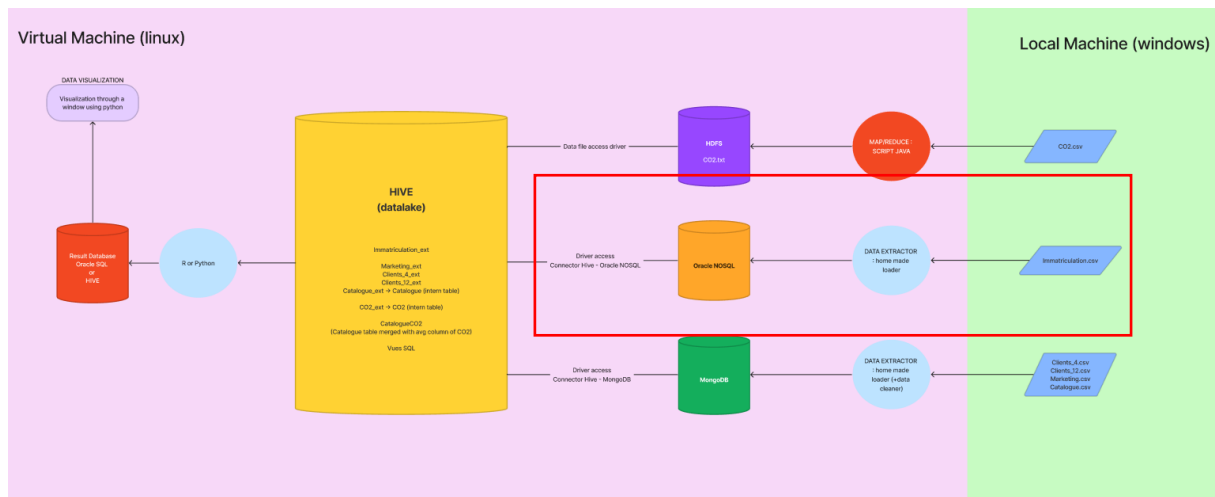 Virtual Machine (linux)
Local Machine (windows)
DATA VISUALIZATION
Visualization through a
window using python
Result Database
Oracle SQL
or
HIVE
R or Python
HIVE
(datalake)
Immatriculation_ext
Marketing_ext
Clients_4_ext
Clients_12_ext
Catalogue_ext → Catalogue (intern table)
CO2_ext → CO2 (intern table)
CatalogueCO2
(Catalogue table merged with avg column of CO2)
Vues SQL
Data file access driver
HDFS
CO2.txt
MAP/REDUCE :
SCRIPT JAVA
CO2.csv
Driver access
Connector Hive - Oracle NOSQL
Oracle NOSQL
DATA EXTRACTOR
: home made
loader
Immatriculation.csv
Driver access
Connector Hive - MongoDB
MongoDB
DATA EXTRACTOR
: home made
loader (+data
cleaner)
Clients_4.csv
Clients_12.csv
Marketing.csv
Catalogue.csv